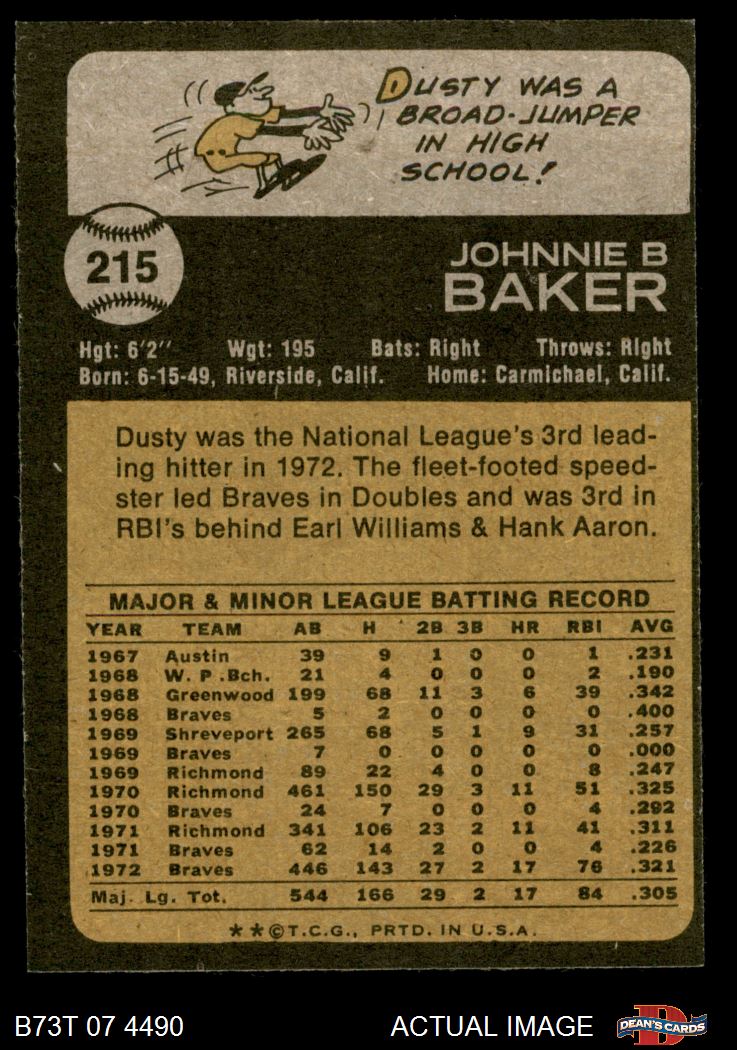 DUSTY WAS A
BROAD-JUMPER
IN HIGH
SCHOOL!
215
JOHNNIE B
BAKER
Hgt: 6'2" Wgt: 195 Bats: Right Throws: Right
Born: 6-15-49, Riverside, Calif. Home: Carmichael, Calif.
Dusty was the National League's 3rd lead-
ing hitter in 1972. The fleet-footed speed-
ster led Braves in Doubles and was 3rd in
RBI's behind Earl Williams & Hank Aaron.
MAJOR & MINOR LEAGUE BATTING RECORD
YEAR TEAM AB H 2B 3B HR RBI AVG
1967 Austin 39 9 1 0 0 1 .231
1968 W. P. Bch. 21 4 0 0 0 2 .190
1968 Greenwood 199 68 11 3 6 39 .342
1968 Braves 5 2 0 0 0 0 .400
1969 Shreveport 265 68 5 1 9 31 .257
1969 Braves 7 0 0 0 0 0 .000
1969 Richmond 89 22 4 0 0 8 .247
1970 Richmond 461 150 29 3 11 51 .325
1970 Braves 24 7 0 0 0 4 .292
1971 Richmond 341 106 23 2 11 41 .311
1971 Braves 62 14 2 0 0 4 .226
1972 Braves 446 143 27 2 17 76 .321
Maj. Lg. Tot. 544 166 29 2 17 84 .305
**©T.C.G., PRTD. IN U.S.A.
B73T 07 4490 ACTUAL IMAGE D DEAN'S CARDS